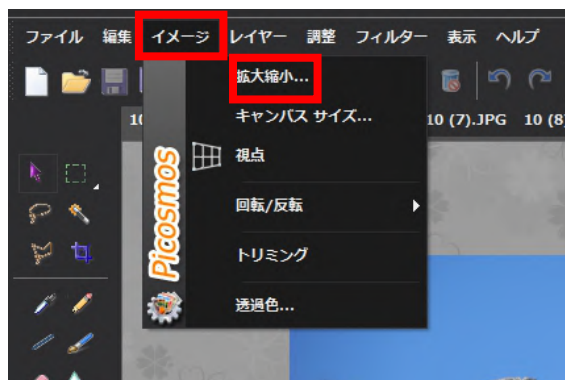 ファイル 編集 イメージ レイヤー 調整 フィルター 表示 ヘルプ
拡大縮小...
10 (7).JPG 10 (8)
キャンバス サイズ...
視点
回転/反転
トリミング
透過色...
Picosmos